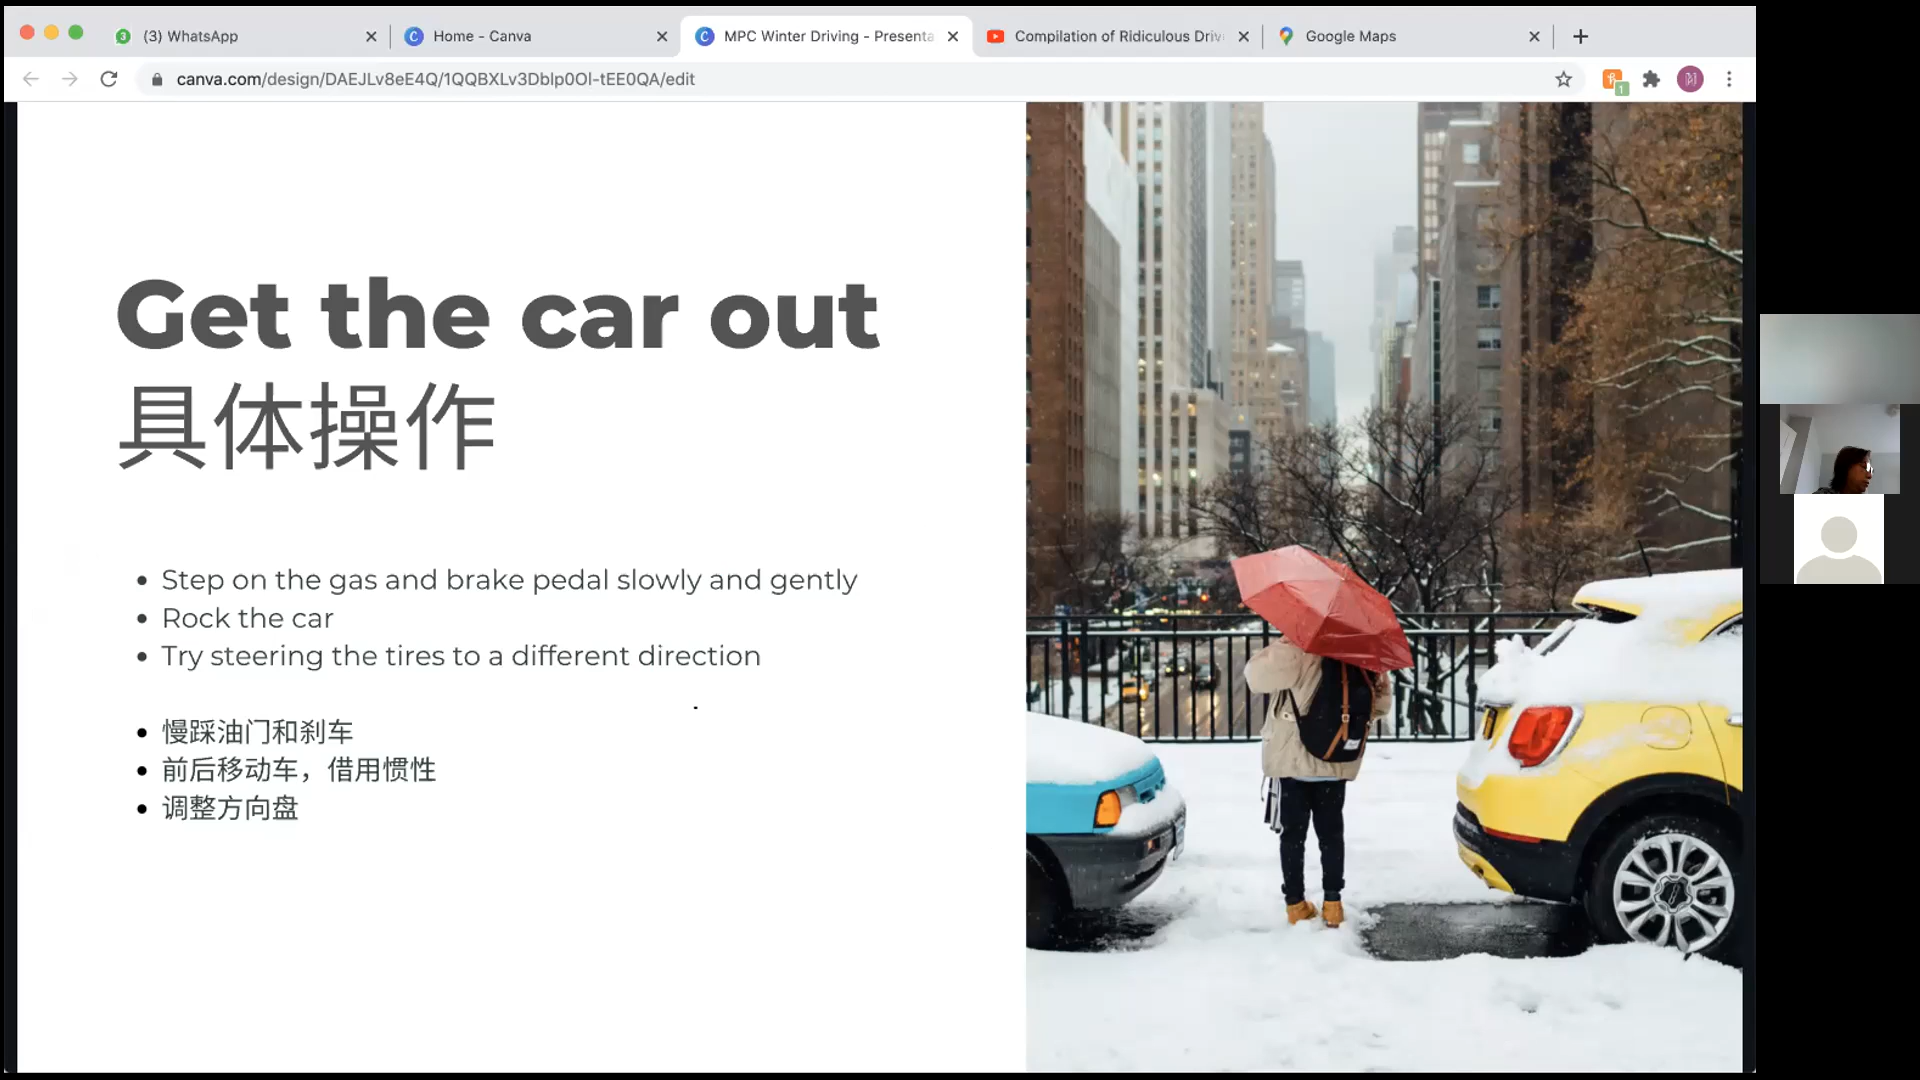 (3) WhatsApp
Home - Canva
MPC Winter Driving - Presenta
Compilation of Ridiculous Driv
Google Maps
canva.com/design/DAEJLv8eE4Q/1QQBXLv3Dblp0Ol-tEE0QA/edit
Get the car out
具体操作
• Step on the gas and brake pedal slowly and gently
• Rock the car
• Try steering the tires to a different direction
• 慢踩油门和刹车
• 前后移动车，借用惯性
• 调整方向盘